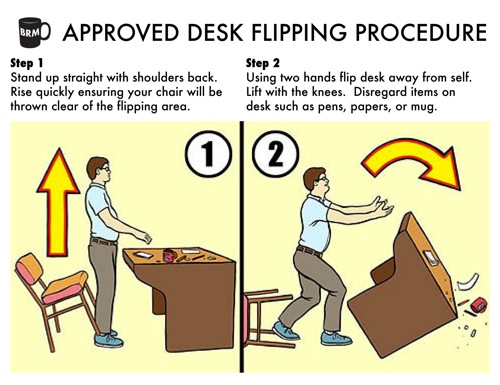 BRM
APPROVED DESK FLIPPING PROCEDURE
Step 1
Stand up straight with shoulders back.
Rise quickly ensuring your chair will be
thrown clear of the flipping area.
Step 2
Using two hands flip desk away from self.
Lift with the knees.  Disregard items on
desk such as pens, papers, or mug.
1
2